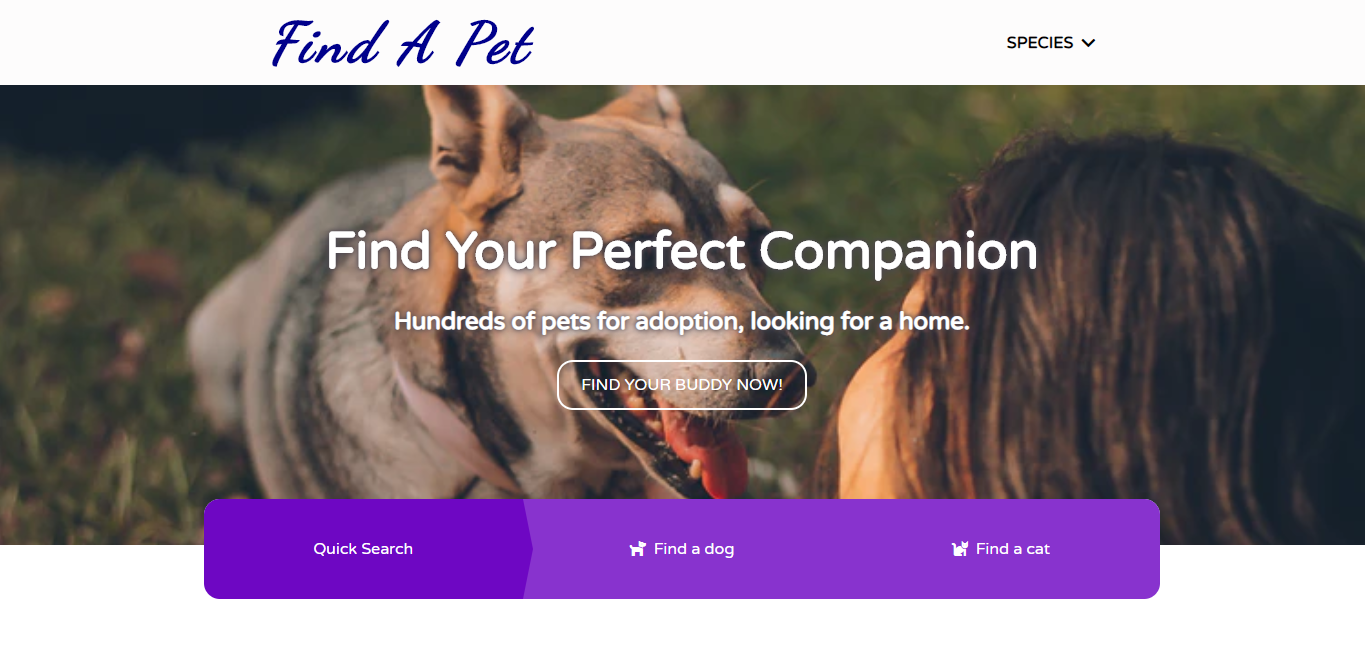 Find A Pet
SPECIES
Find Your Perfect Companion
Hundreds of pets for adoption, looking for a home.
FIND YOUR BUDDY NOW!
Quick Search
Find a dog
Find a cat